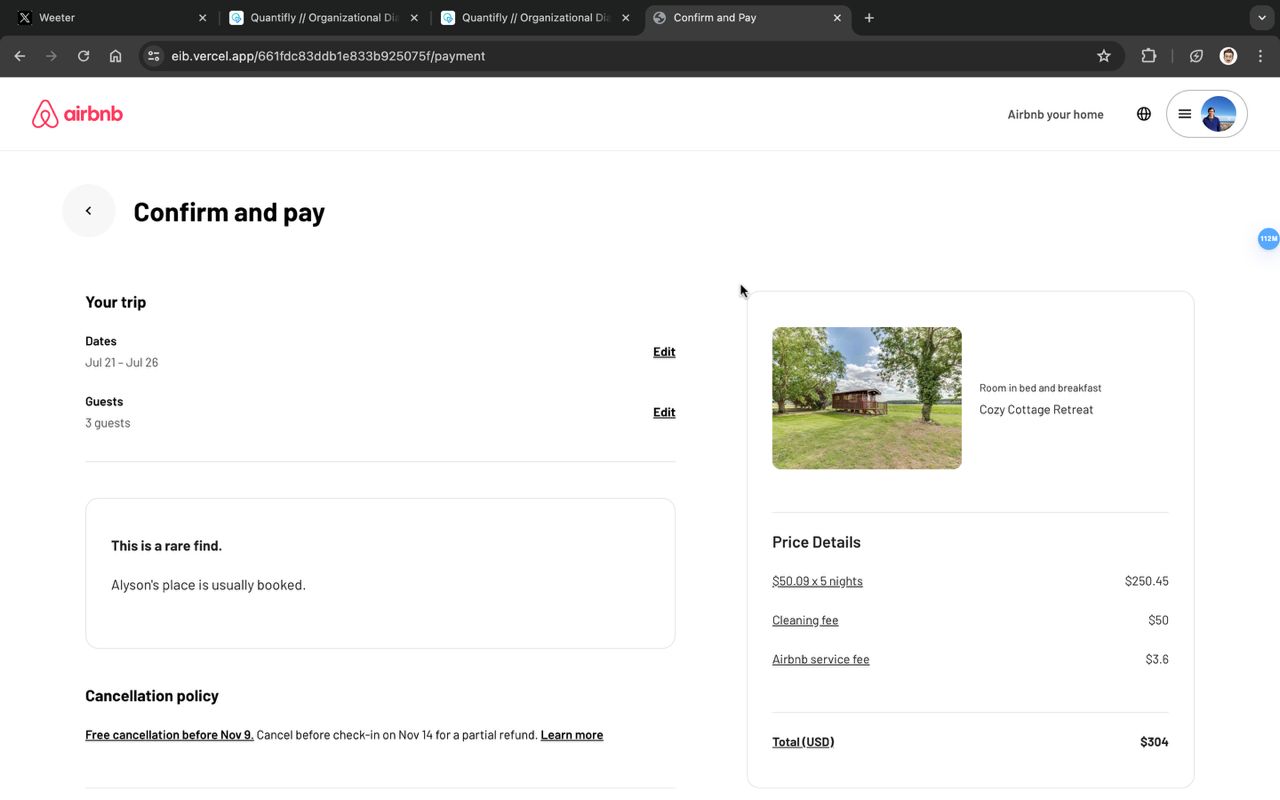 Weeter
Quantifly // Organizational Dia
Quantifly // Organizational Dia
Confirm and Pay
eib.vercel.app/661fdc83ddb1e833b925075f/payment
airbnb
Airbnb your home
Confirm and pay
112M
Your trip
Dates
Jul 21 – Jul 26
Edit
Guests
3 guests
Edit
This is a rare find.
Alyson's place is usually booked.
Cancellation policy
Free cancellation before Nov 9. Cancel before check-in on Nov 14 for a partial refund. Learn more
Room in bed and breakfast
Cozy Cottage Retreat
Price Details
$50.09 x 5 nights $250.45
Cleaning fee $50
Airbnb service fee $3.6
Total (USD) $304